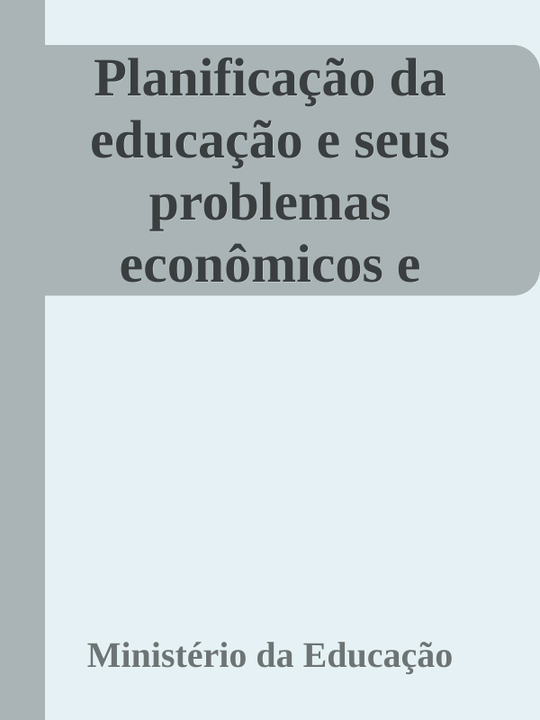 Planificação da
educação e seus
problemas
econômicos e
Ministério da Educação